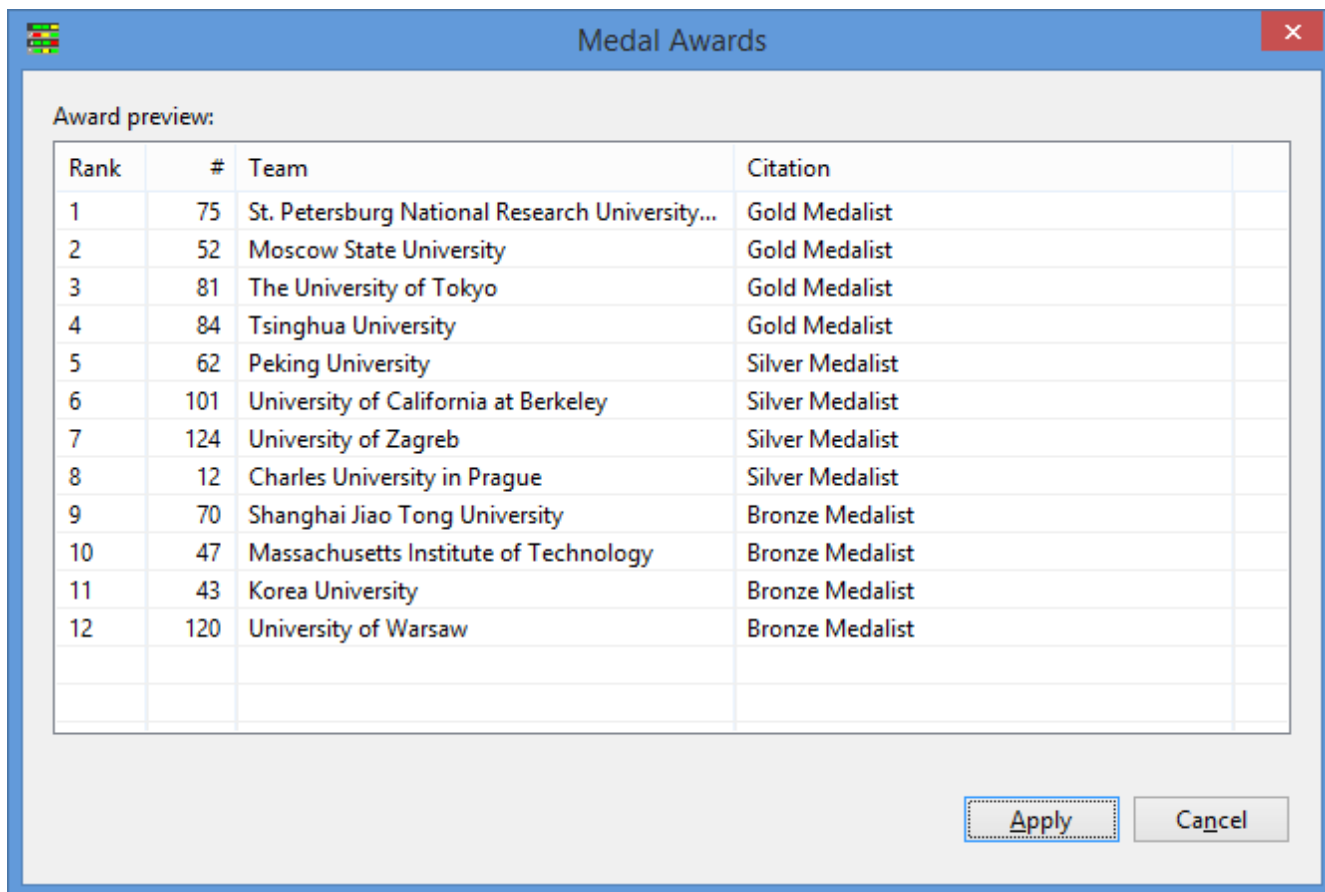 Medal Awards
Award preview:
Rank # Team Citation
1 75 St. Petersburg National Research University... Gold Medalist
2 52 Moscow State University Gold Medalist
3 81 The University of Tokyo Gold Medalist
4 84 Tsinghua University Gold Medalist
5 62 Peking University Silver Medalist
6 101 University of California at Berkeley Silver Medalist
7 124 University of Zagreb Silver Medalist
8 12 Charles University in Prague Silver Medalist
9 70 Shanghai Jiao Tong University Bronze Medalist
10 47 Massachusetts Institute of Technology Bronze Medalist
11 43 Korea University Bronze Medalist
12 120 University of Warsaw Bronze Medalist
Apply Cancel